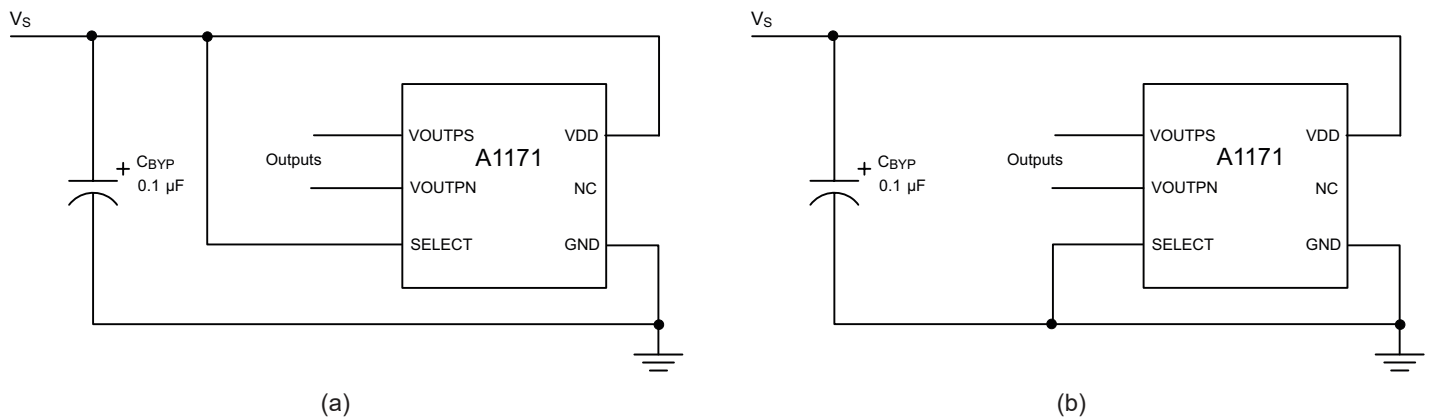 VS
CBYP
0.1 µF
+
Outputs
VOUTPS
VOUTPN
SELECT
A1171
VDD
NC
GND
(a)
VS
CBYP
0.1 µF
+
Outputs
VOUTPS
VOUTPN
SELECT
A1171
VDD
NC
GND
(b)